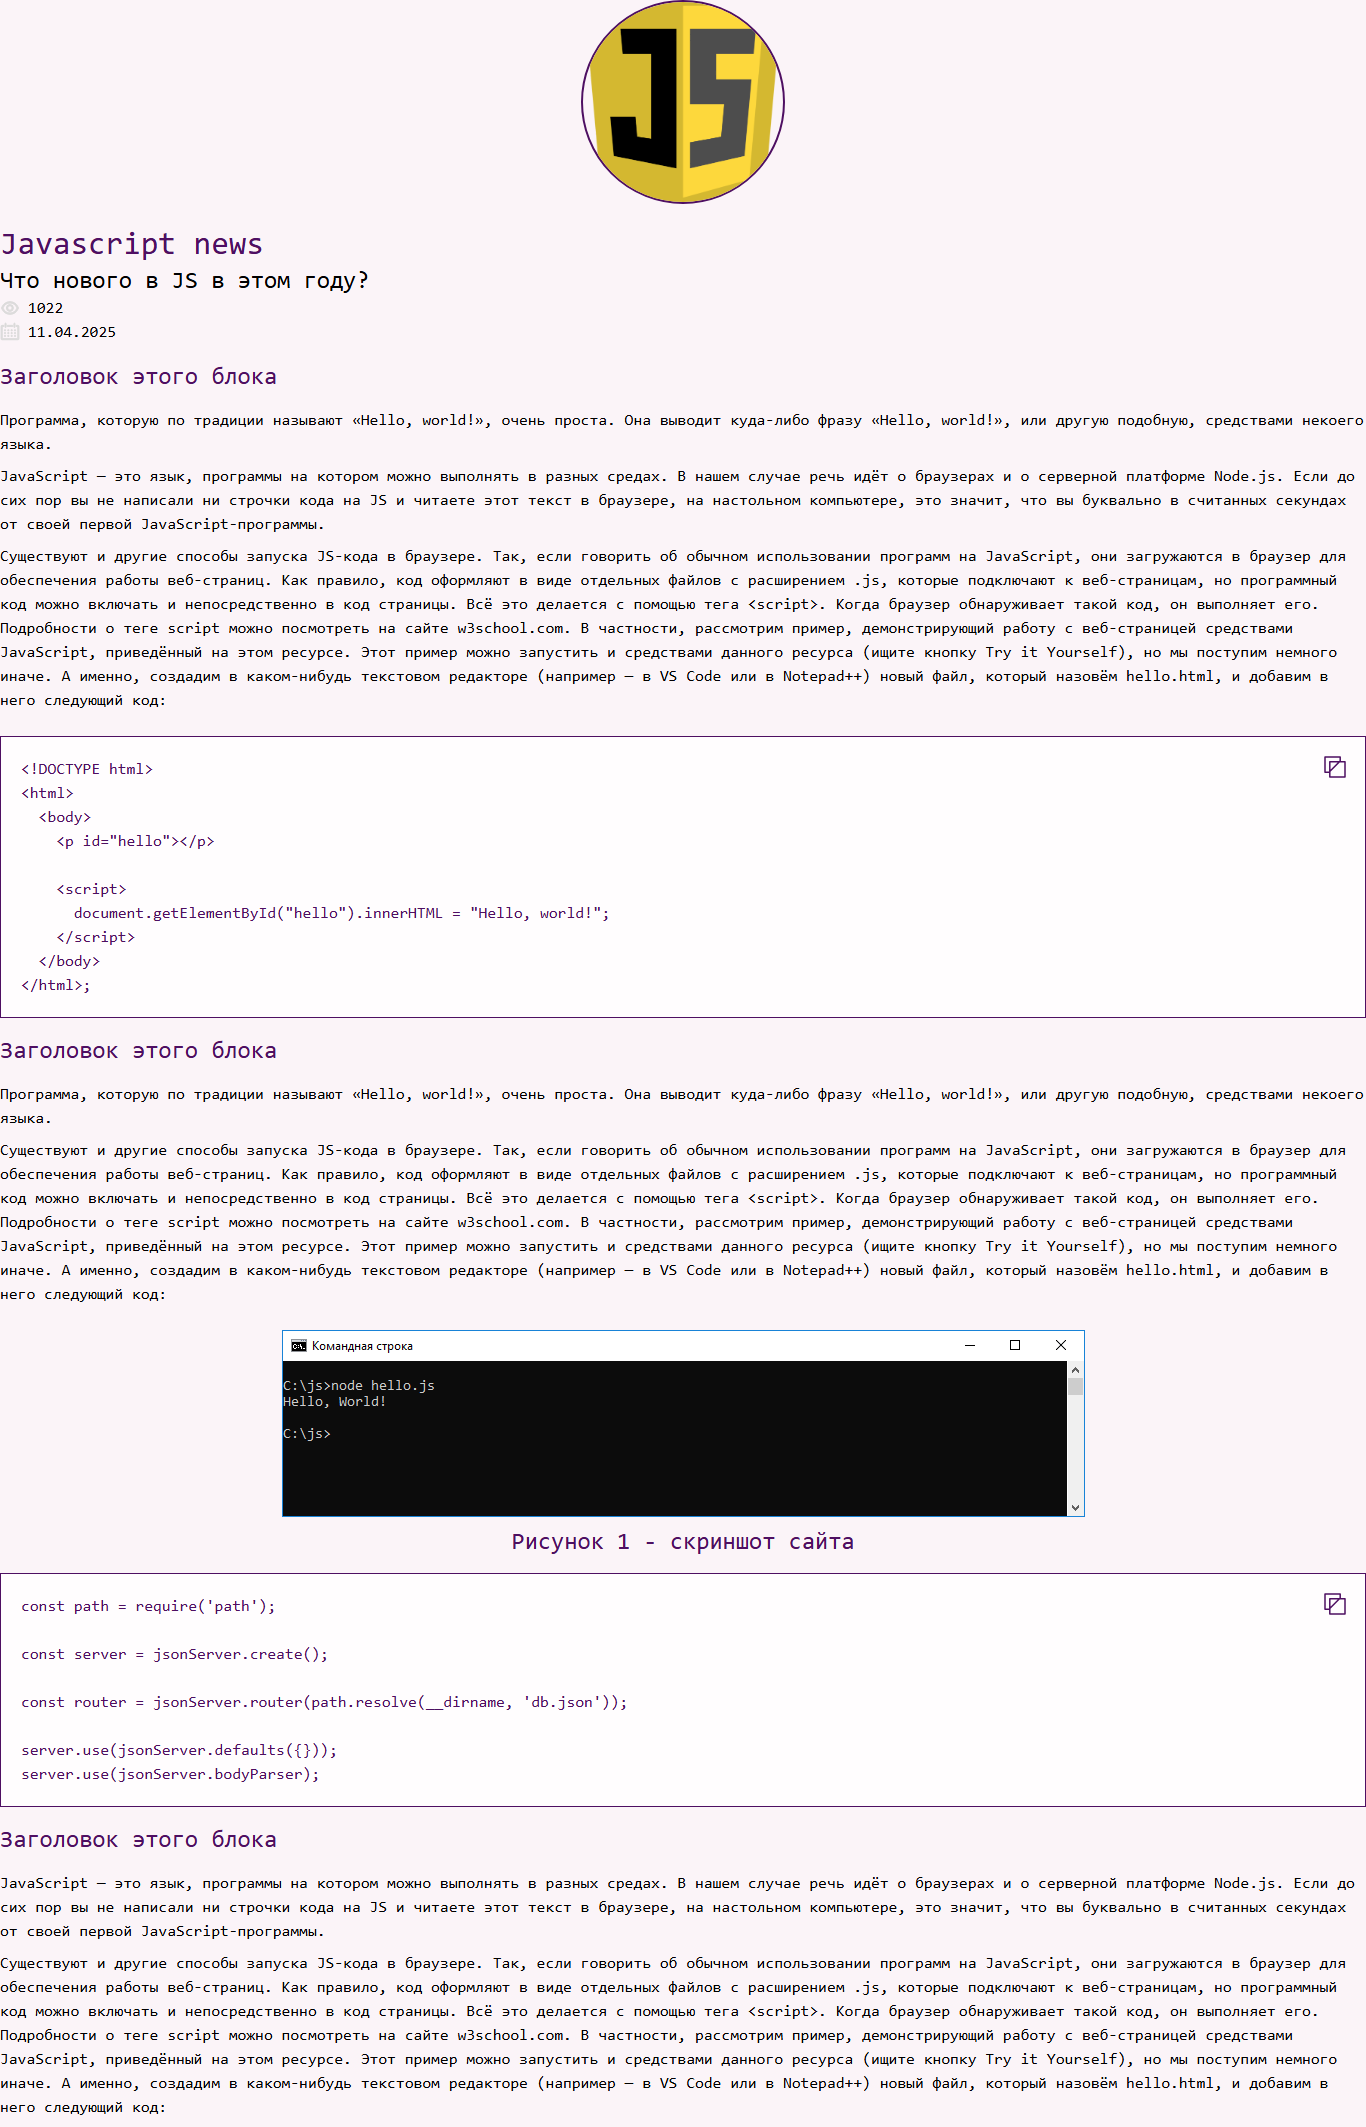 JS
Javascript news
Что нового в JS в этом году?
1022
11.04.2025
Заголовок этого блока
Программа, которую по традиции называют «Hello, world!», очень проста. Она выводит куда-либо фразу «Hello, world!», или другую подобную, средствами некоего
языка.
JavaScript — это язык, программы на котором можно выполнять в разных средах. В нашем случае речь идёт о браузерах и о серверной платформе Node.js. Если до
сих пор вы не написали ни строчки кода на JS и читаете этот текст в браузере, на настольном компьютере, это значит, что вы буквально в считанных секундах
от своей первой JavaScript-программы.
Существуют и другие способы запуска JS-кода в браузере. Так, если говорить об обычном использовании программ на JavaScript, они загружаются в браузер для
обеспечения работы веб-страниц. Как правило, код оформляют в виде отдельных файлов с расширением .js, которые подключают к веб-страницам, но программный
код можно включать и непосредственно в код страницы. Всё это делается с помощью тега <script>. Когда браузер обнаруживает такой код, он выполняет его.
Подробности о теге script можно посмотреть на сайте w3school.com. В частности, рассмотрим пример, демонстрирующий работу с веб-страницей средствами
JavaScript, приведённый на этом ресурсе. Этот пример можно запустить и средствами данного ресурса (ищите кнопку Try it Yourself), но мы поступим немного
иначе. А именно, создадим в каком-нибудь текстовом редакторе (например — в VS Code или в Notepad++) новый файл, который назовём hello.html, и добавим в
него следующий код:
<!DOCTYPE html>
<html>
  <body>
    <p id="hello"></p>
    <script>
      document.getElementById("hello").innerHTML = "Hello, world!";
    </script>
  </body>
</html>;
Заголовок этого блока
Программа, которую по традиции называют «Hello, world!», очень проста. Она выводит куда-либо фразу «Hello, world!», или другую подобную, средствами некоего
языка.
Существуют и другие способы запуска JS-кода в браузере. Так, если говорить об обычном использовании программ на JavaScript, они загружаются в браузер для
обеспечения работы веб-страниц. Как правило, код оформляют в виде отдельных файлов с расширением .js, которые подключают к веб-страницам, но программный
код можно включать и непосредственно в код страницы. Всё это делается с помощью тега <script>. Когда браузер обнаруживает такой код, он выполняет его.
Подробности о теге script можно посмотреть на сайте w3school.com. В частности, рассмотрим пример, демонстрирующий работу с веб-страницей средствами
JavaScript, приведённый на этом ресурсе. Этот пример можно запустить и средствами данного ресурса (ищите кнопку Try it Yourself), но мы поступим немного
иначе. А именно, создадим в каком-нибудь текстовом редакторе (например — в VS Code или в Notepad++) новый файл, который назовём hello.html, и добавим в
него следующий код:
Командная строка
C:\js>node hello.js
Hello, World!
C:\js>
Рисунок 1 - скриншот сайта
const path = require('path');
const server = jsonServer.create();
const router = jsonServer.router(path.resolve(__dirname, 'db.json'));
server.use(jsonServer.defaults({}));
server.use(jsonServer.bodyParser);
Заголовок этого блока
JavaScript — это язык, программы на котором можно выполнять в разных средах. В нашем случае речь идёт о браузерах и о серверной платформе Node.js. Если до
сих пор вы не написали ни строчки кода на JS и читаете этот текст в браузере, на настольном компьютере, это значит, что вы буквально в считанных секундах
от своей первой JavaScript-программы.
Существуют и другие способы запуска JS-кода в браузере. Так, если говорить об обычном использовании программ на JavaScript, они загружаются в браузер для
обеспечения работы веб-страниц. Как правило, код оформляют в виде отдельных файлов с расширением .js, которые подключают к веб-страницам, но программный
код можно включать и непосредственно в код страницы. Всё это делается с помощью тега <script>. Когда браузер обнаруживает такой код, он выполняет его.
Подробности о теге script можно посмотреть на сайте w3school.com. В частности, рассмотрим пример, демонстрирующий работу с веб-страницей средствами
JavaScript, приведённый на этом ресурсе. Этот пример можно запустить и средствами данного ресурса (ищите кнопку Try it Yourself), но мы поступим немного
иначе. А именно, создадим в каком-нибудь текстовом редакторе (например — в VS Code или в Notepad++) новый файл, который назовём hello.html, и добавим в
него следующий код: